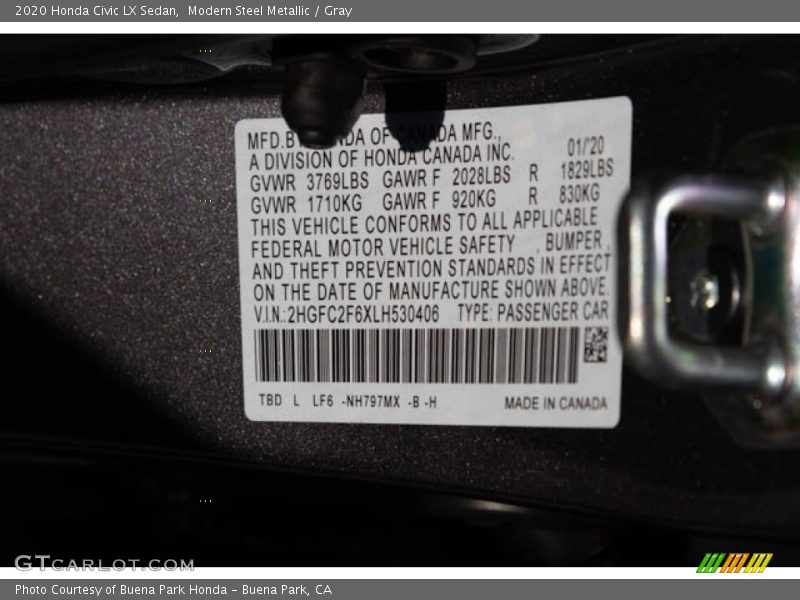 2020 Honda Civic LX Sedan, Modern Steel Metallic / Gray
MFD.BY HONDA OF CANADA MFG.,
A DIVISION OF HONDA CANADA INC. 01/20
GVWR 3769LBS GAWR F 2028LBS R 1829LBS
GVWR 1710KG GAWR F 920KG R 830KG
THIS VEHICLE CONFORMS TO ALL APPLICABLE
FEDERAL MOTOR VEHICLE SAFETY , BUMPER ,
AND THEFT PREVENTION STANDARDS IN EFFECT
ON THE DATE OF MANUFACTURE SHOWN ABOVE.
V.I.N.:2HGFC2F6XLH530406 TYPE: PASSENGER CAR
TBD L LF6 -NH797MX -B -H MADE IN CANADA
GTCARLOT.COM
Photo Courtesy of Buena Park Honda - Buena Park, CA